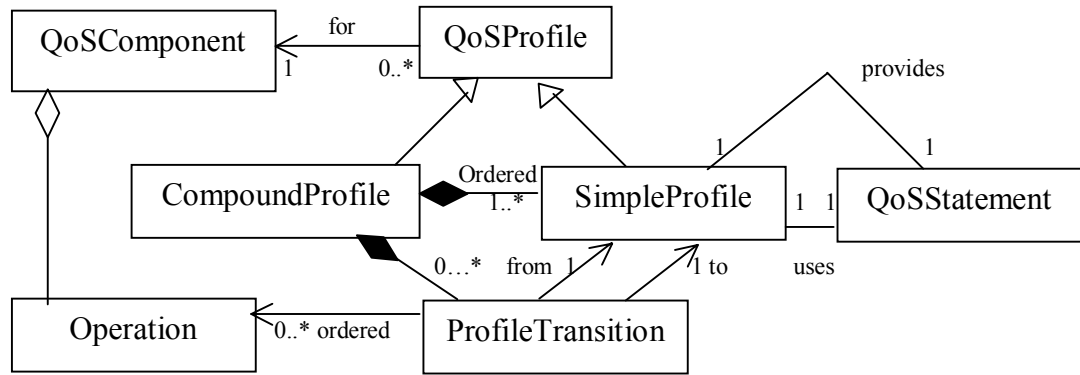 QoSComponent
for
QoSProfile
1
0..*
provides
1
1
CompoundProfile
Ordered
1..*
SimpleProfile
1
1
QoSStatement
0…*
from
1
1 to
uses
Operation
0..* ordered
ProfileTransition